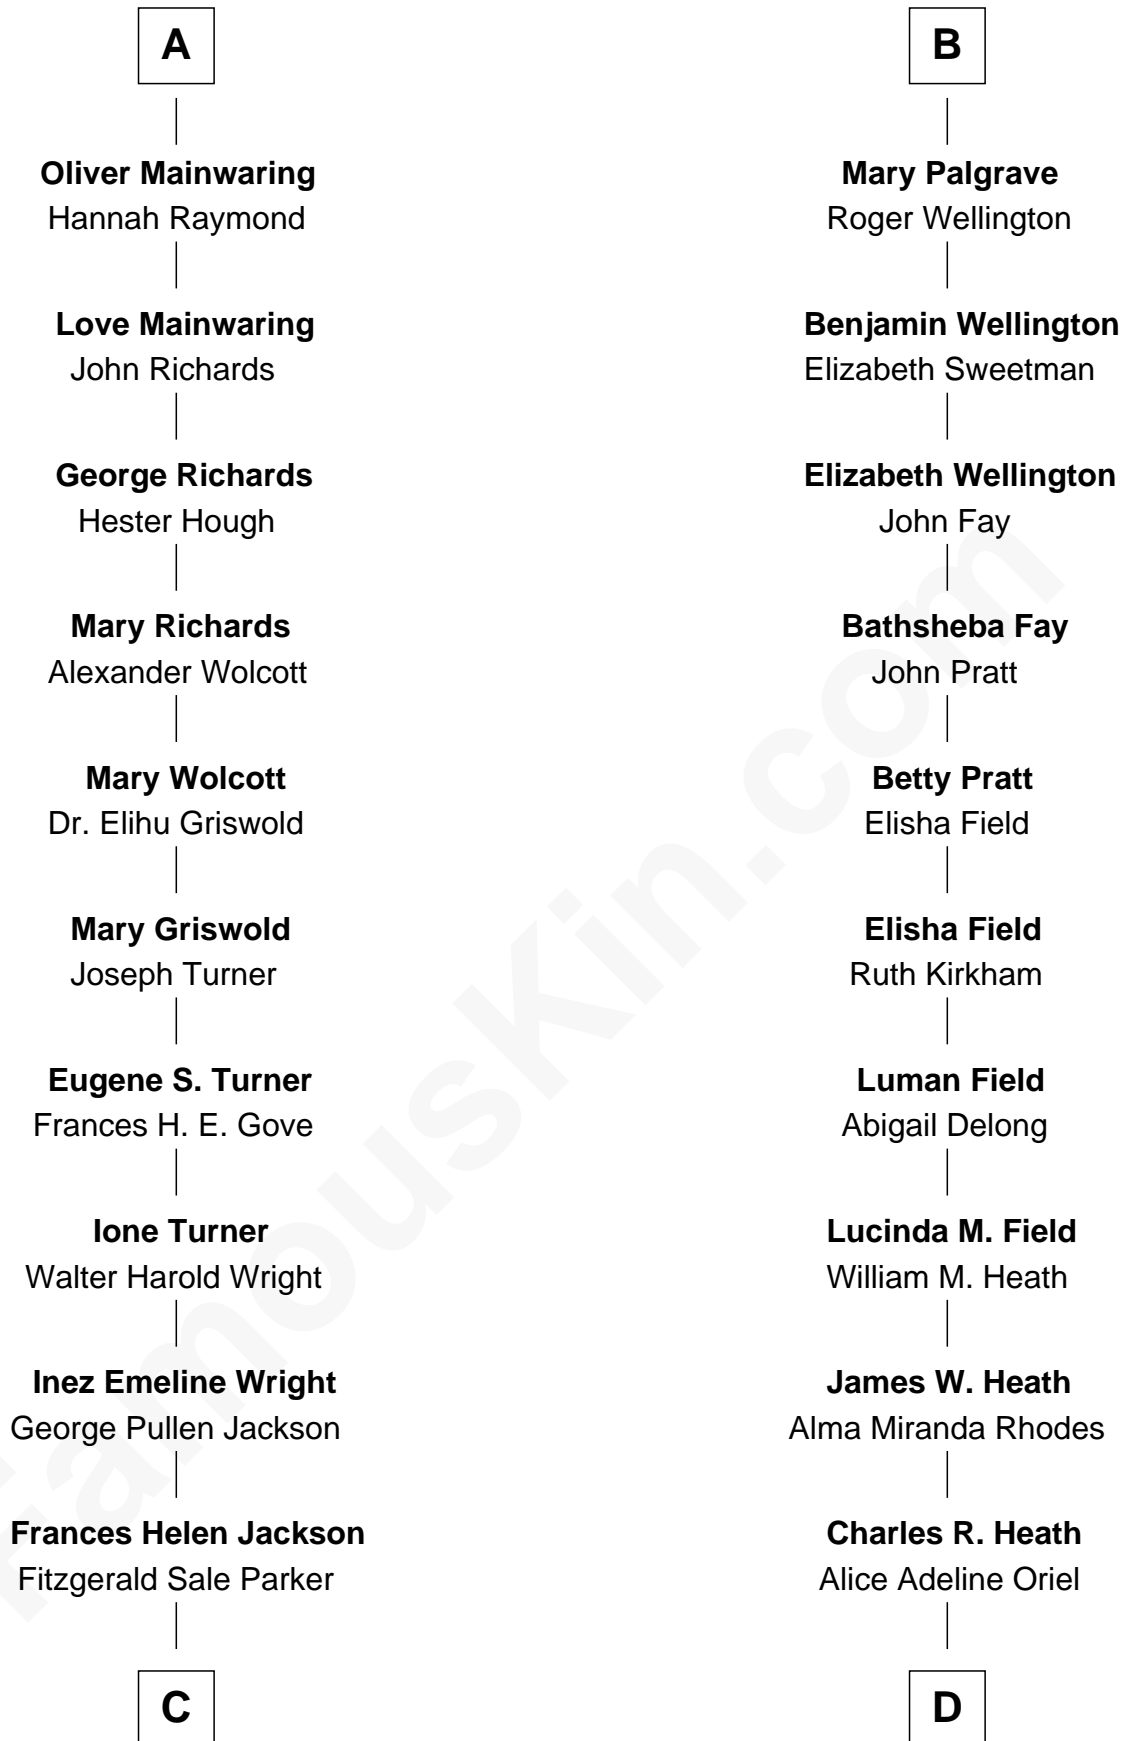 A
Oliver Mainwaring
Hannah Raymond
Love Mainwaring
John Richards
George Richards
Hester Hough
Mary Richards
Alexander Wolcott
Mary Wolcott
Dr. Elihu Griswold
Mary Griswold
Joseph Turner
Eugene S. Turner
Frances H. E. Gove
Ione Turner
Walter Harold Wright
Inez Emeline Wright
George Pullen Jackson
Frances Helen Jackson
Fitzgerald Sale Parker
C
B
Mary Palgrave
Roger Wellington
Benjamin Wellington
Elizabeth Sweetman
Elizabeth Wellington
John Fay
Bathsheba Fay
John Pratt
Betty Pratt
Elisha Field
Elisha Field
Ruth Kirkham
Luman Field
Abigail Delong
Lucinda M. Field
William M. Heath
James W. Heath
Alma Miranda Rhodes
Charles R. Heath
Alice Adeline Oriel
D
FamousKin.com